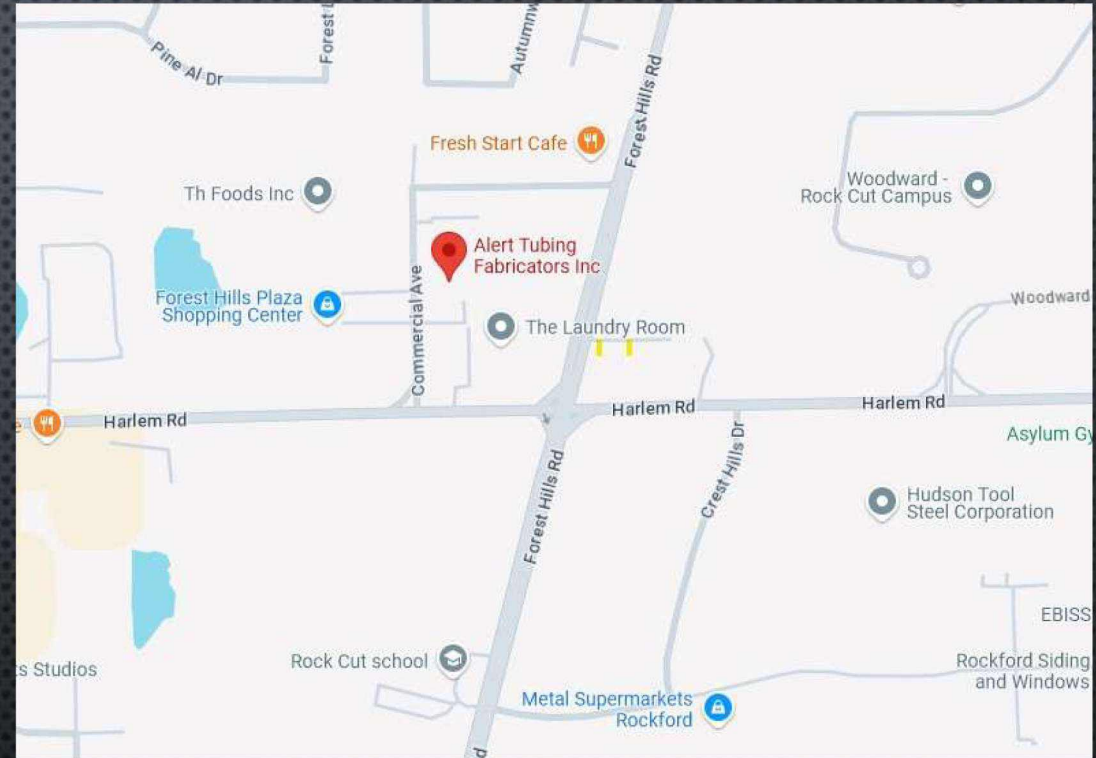 Pine Al Dr
Forest
Autumnw
Forest Hills Rd
Fresh Start Cafe
Th Foods Inc
Woodward -
Rock Cut Campus
Alert Tubing
Fabricators Inc
Commercial Ave
Forest Hills Plaza
Shopping Center
The Laundry Room
Woodward
Harlem Rd
Harlem Rd
Harlem Rd
Asylum Gy
Crest Hills Dr
Forest Hills Rd
Hudson Tool
Steel Corporation
EBISS
Rock Cut school
Rockford Siding
and Windows
ts Studios
Metal Supermarkets
Rockford